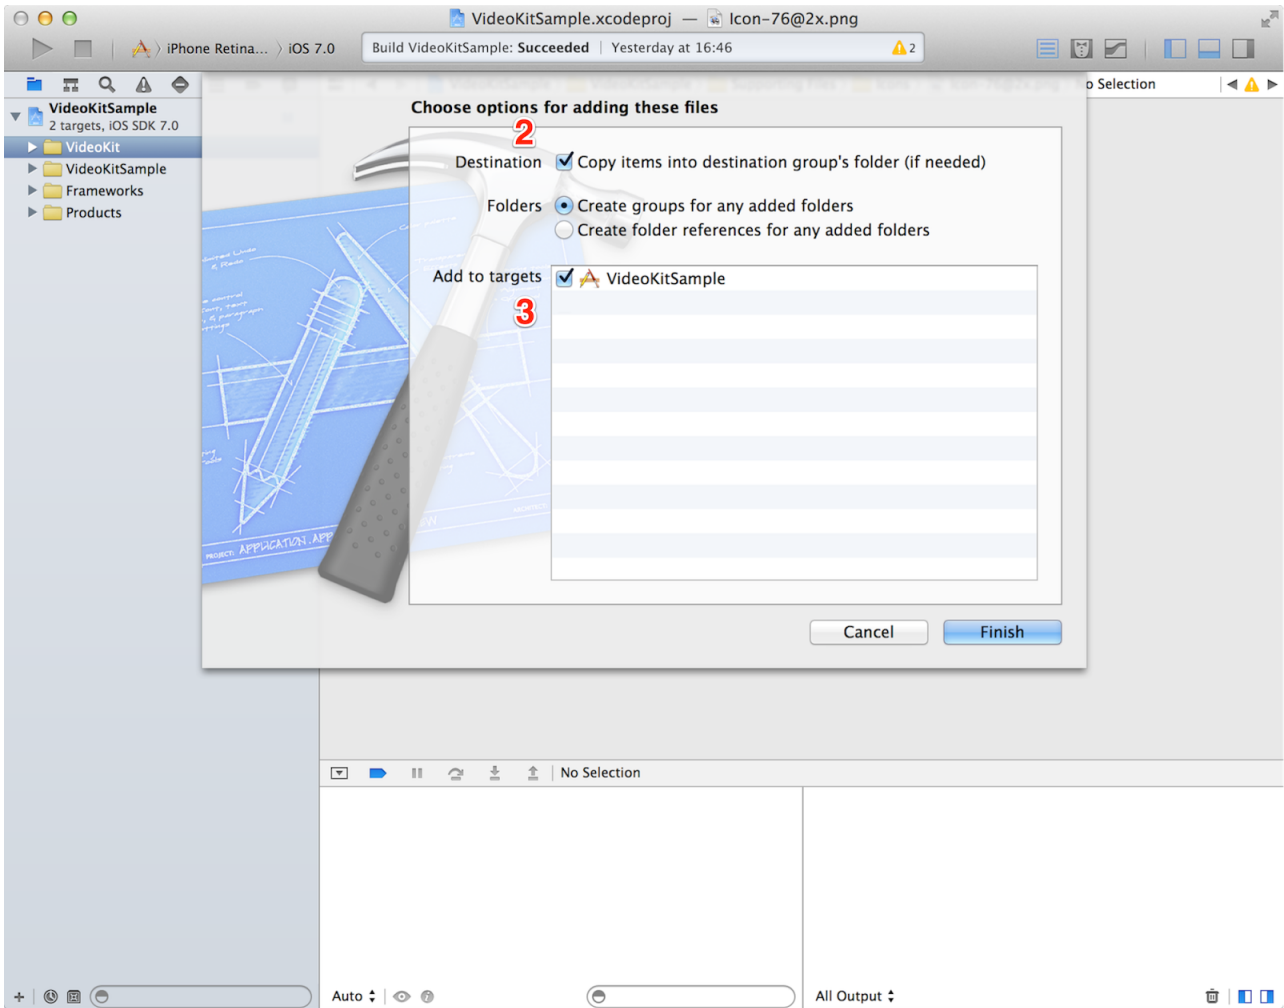 VideoKitSample.xcodeproj — Icon-76@2x.png
iPhone Retina... › iOS 7.0
Build VideoKitSample: Succeeded | Yesterday at 16:46
2
VideoKitSample
2 targets, iOS SDK 7.0
VideoKit
VideoKitSample
Frameworks
Products
o Selection
Choose options for adding these files
2
Destination Copy items into destination group's folder (if needed)
Folders Create groups for any added folders
Create folder references for any added folders
Add to targets VideoKitSample
3
PROJECT: APPLICATION.APP
Cancel Finish
No Selection
Auto
All Output